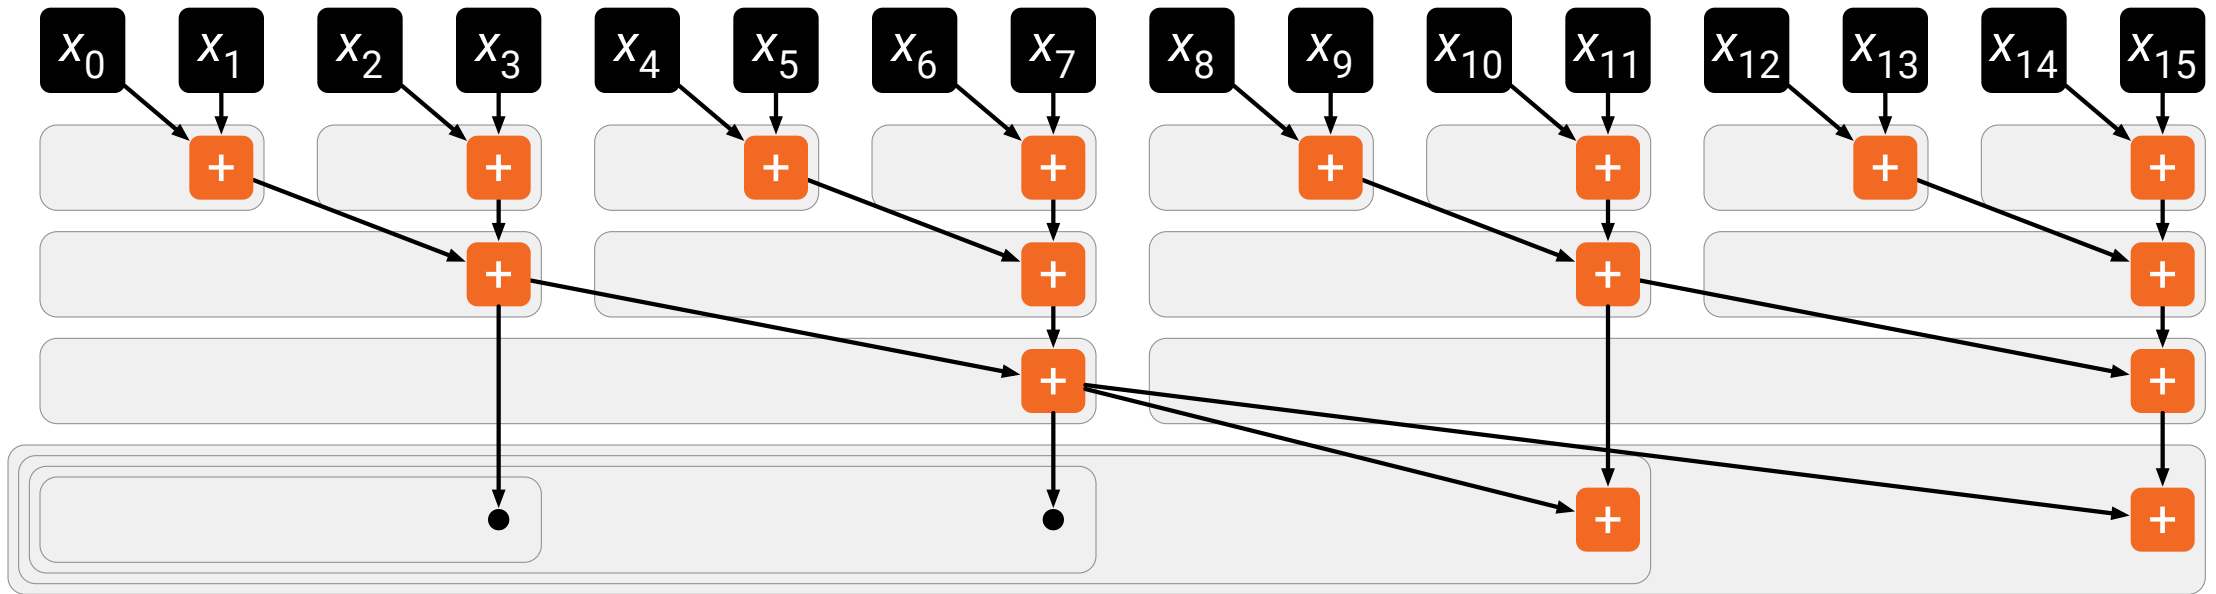 x0 x1 x2 x3 x4 x5 x6 x7 x8 x9 x10 x11 x12 x13 x14 x15
+ + + + + + + +
+ + + +
+ +
+ +